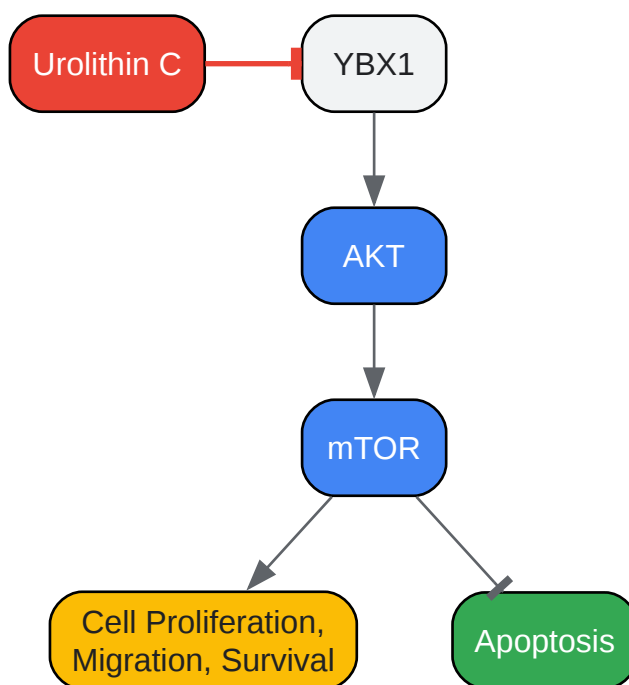 Urolithin C
YBX1
AKT
mTOR
Cell Proliferation,
Migration, Survival
Apoptosis